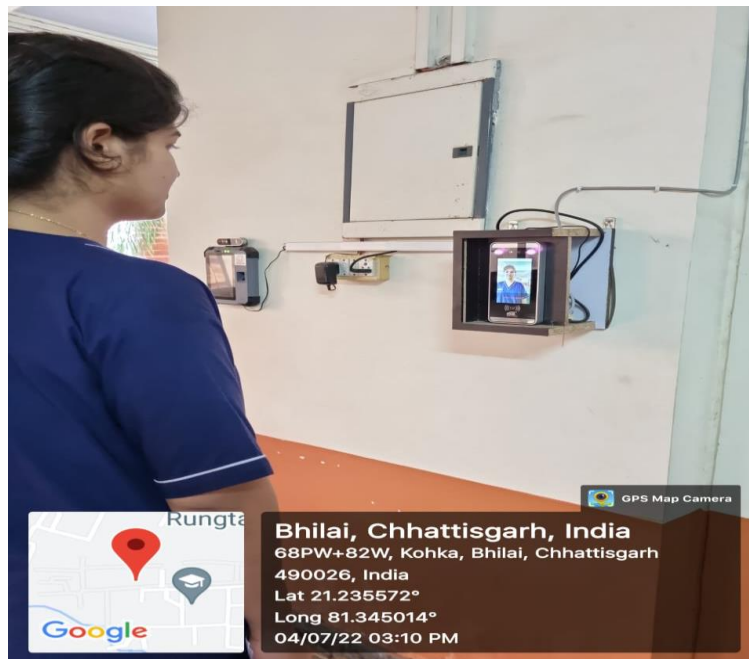 GPS Map Camera
Rungta
Google
Bhilai, Chhattisgarh, India
68PW+82W, Kohka, Bhilai, Chhattisgarh
490026, India
Lat 21.235572°
Long 81.345014°
04/07/22 03:10 PM